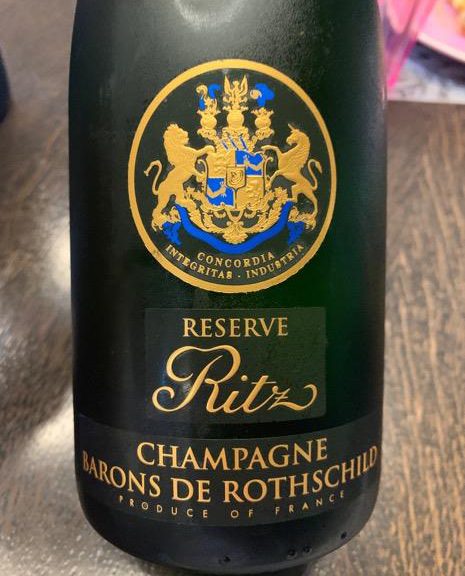 CONCORDIA
INTEGRITAS - INDUSTRIA
RESERVE
Ritz
CHAMPAGNE
BARONS DE ROTHSCHILD
PRODUCE OF FRANCE